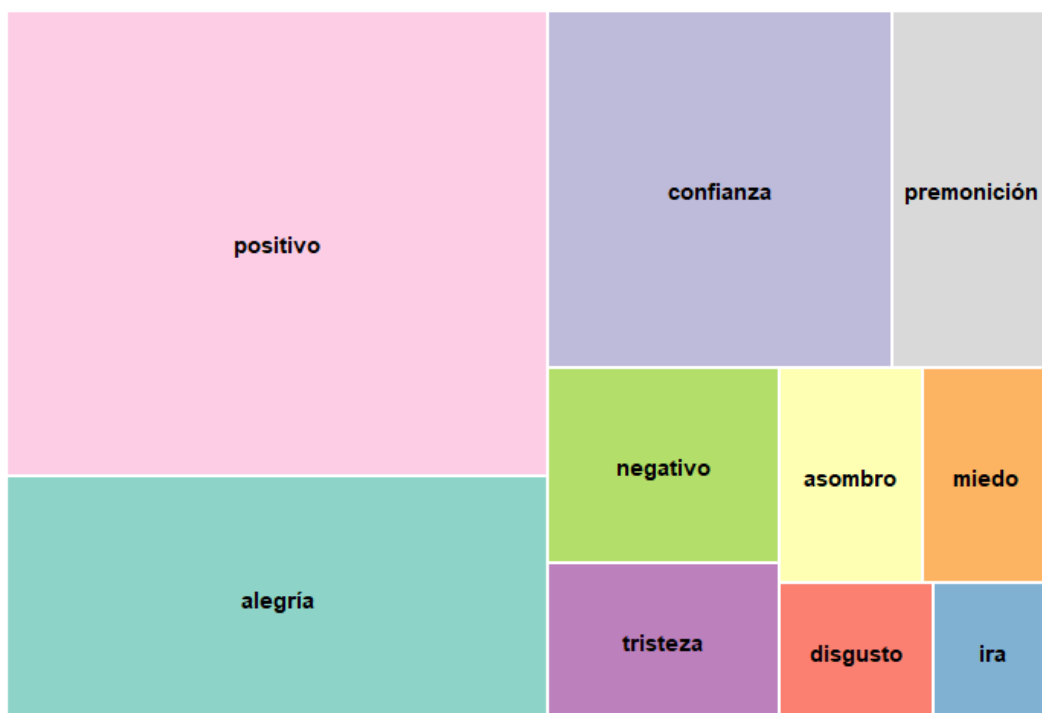 positivo
confianza
premonición
negativo
asombro
miedo
alegría
tristeza
disgusto
ira